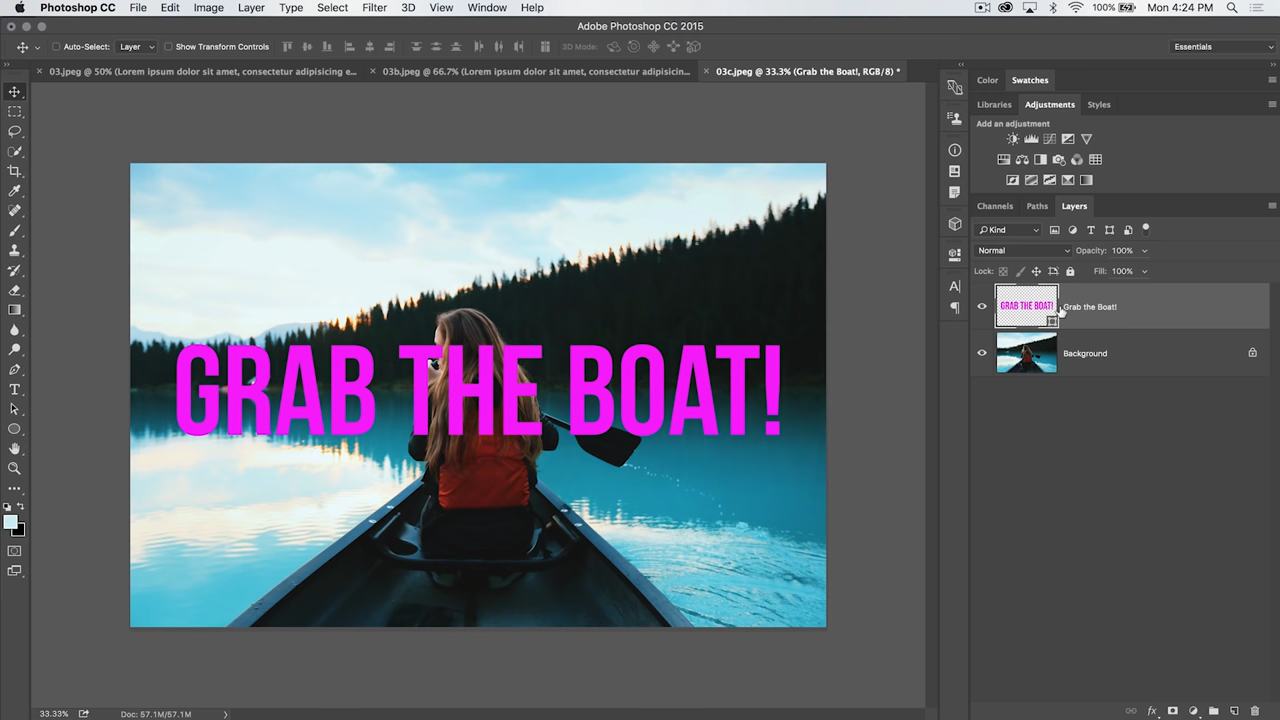 Photoshop CC File Edit Image Layer Type Select Filter 3D View Window Help 100% Mon 4:24 PM
Adobe Photoshop CC 2015
Auto-Select: Layer Show Transform Controls 3D Mode: Essentials
03.jpeg @ 50% (Lorem ipsum dolor sit amet, consectetur adipisicing e... 03b.jpeg @ 66.7% (Lorem ipsum dolor sit amet, consectetur adipisicin... 03c.jpeg @ 33.3% (Grab the Boat!, RGB/8) *
Color Swatches
Libraries Adjustments Styles
Add an adjustment
Channels Paths Layers
Kind
Normal Opacity: 100%
Lock: Fill: 100%
GRAB THE BOAT! Grab the Boat!
Background
GRAB THE BOAT!
33.33% Doc: 57.1M/57.1M